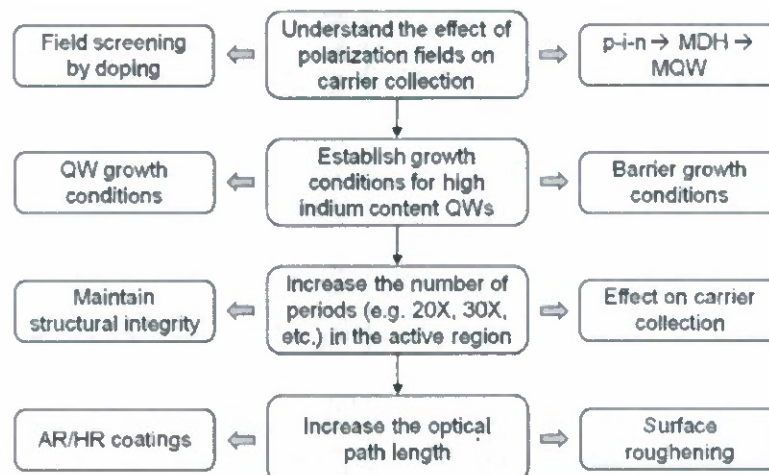 Field screening
by doping
Understand the effect of
polarization fields on
carrier collection
p-i-n → MDH →
MQW
QW growth
conditions
Establish growth
conditions for high
indium content QWs
Barrier growth
conditions
Maintain
structural integrity
Increase the number of
periods (e.g. 20X, 30X,
etc.) in the active region
Effect on carrier
collection
AR/HR coatings
Increase the optical
path length
Surface
roughening